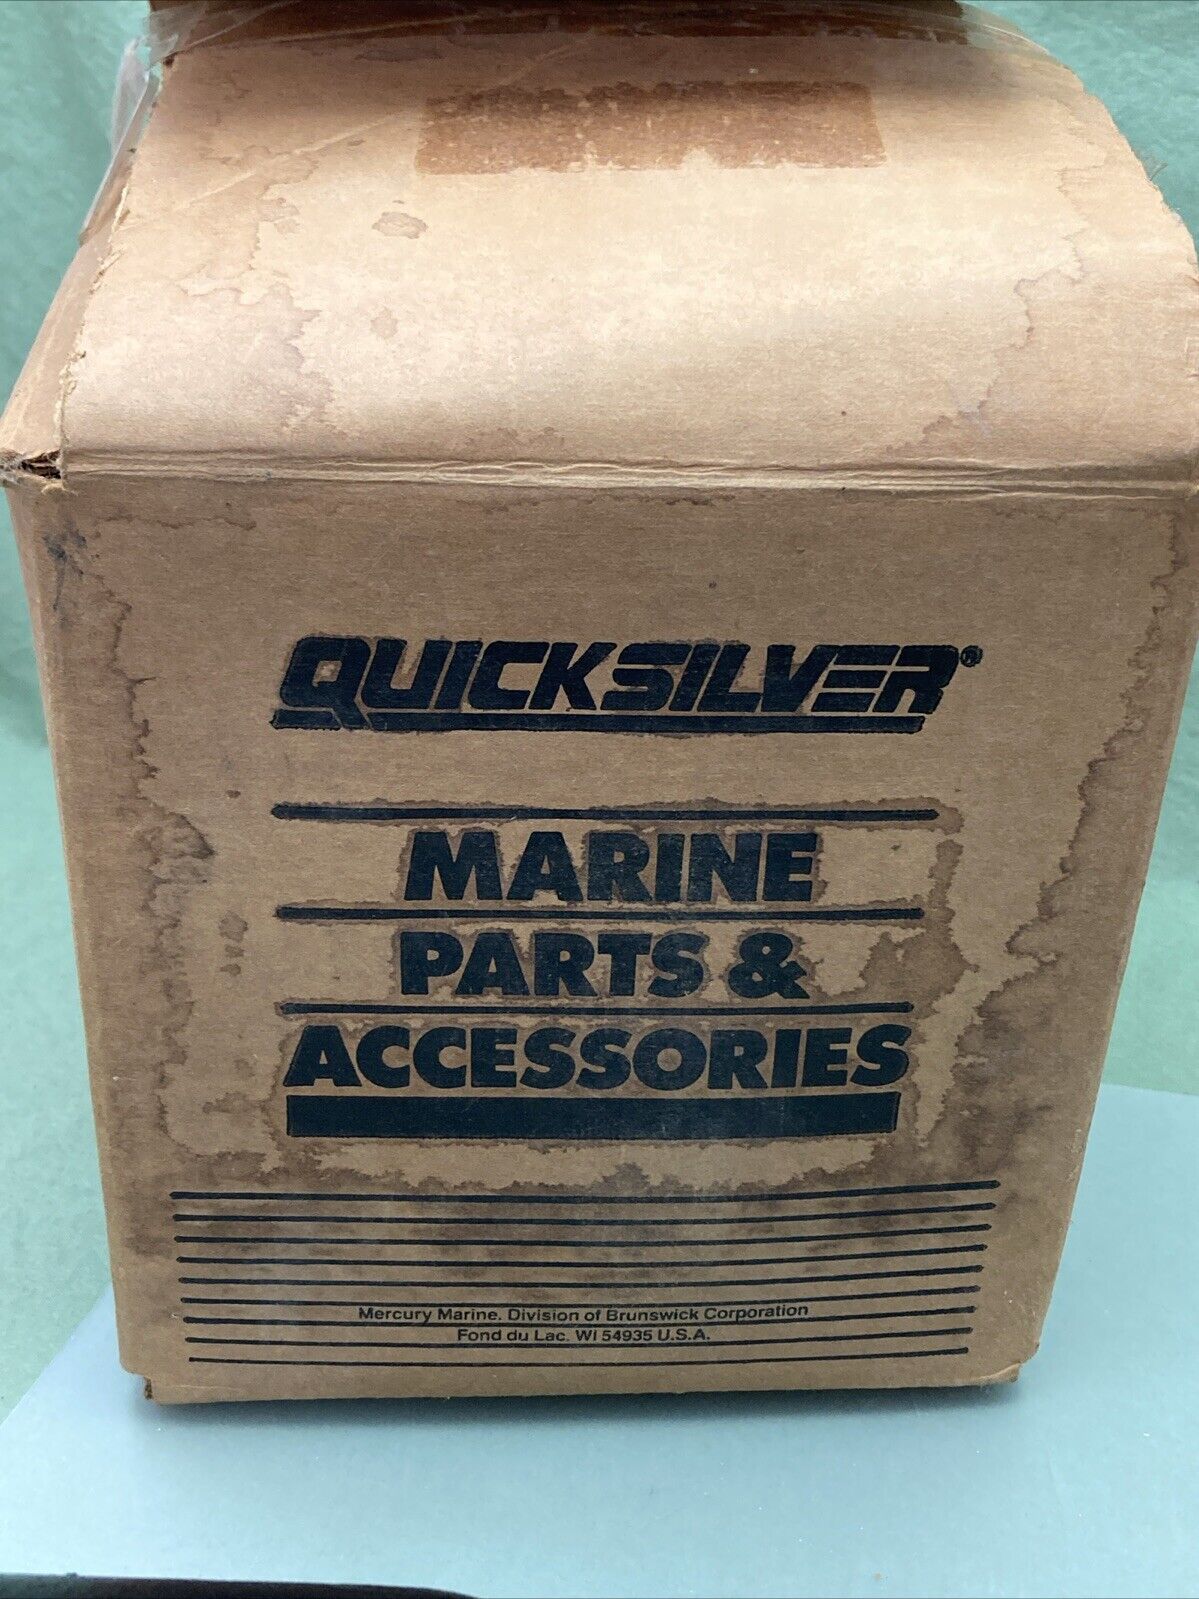 QUICKSILVER®
MARINE
PARTS &
ACCESSORIES
Mercury Marine. Division of Brunswick Corporation
Fond du Lac. WI 54935 U.S.A.